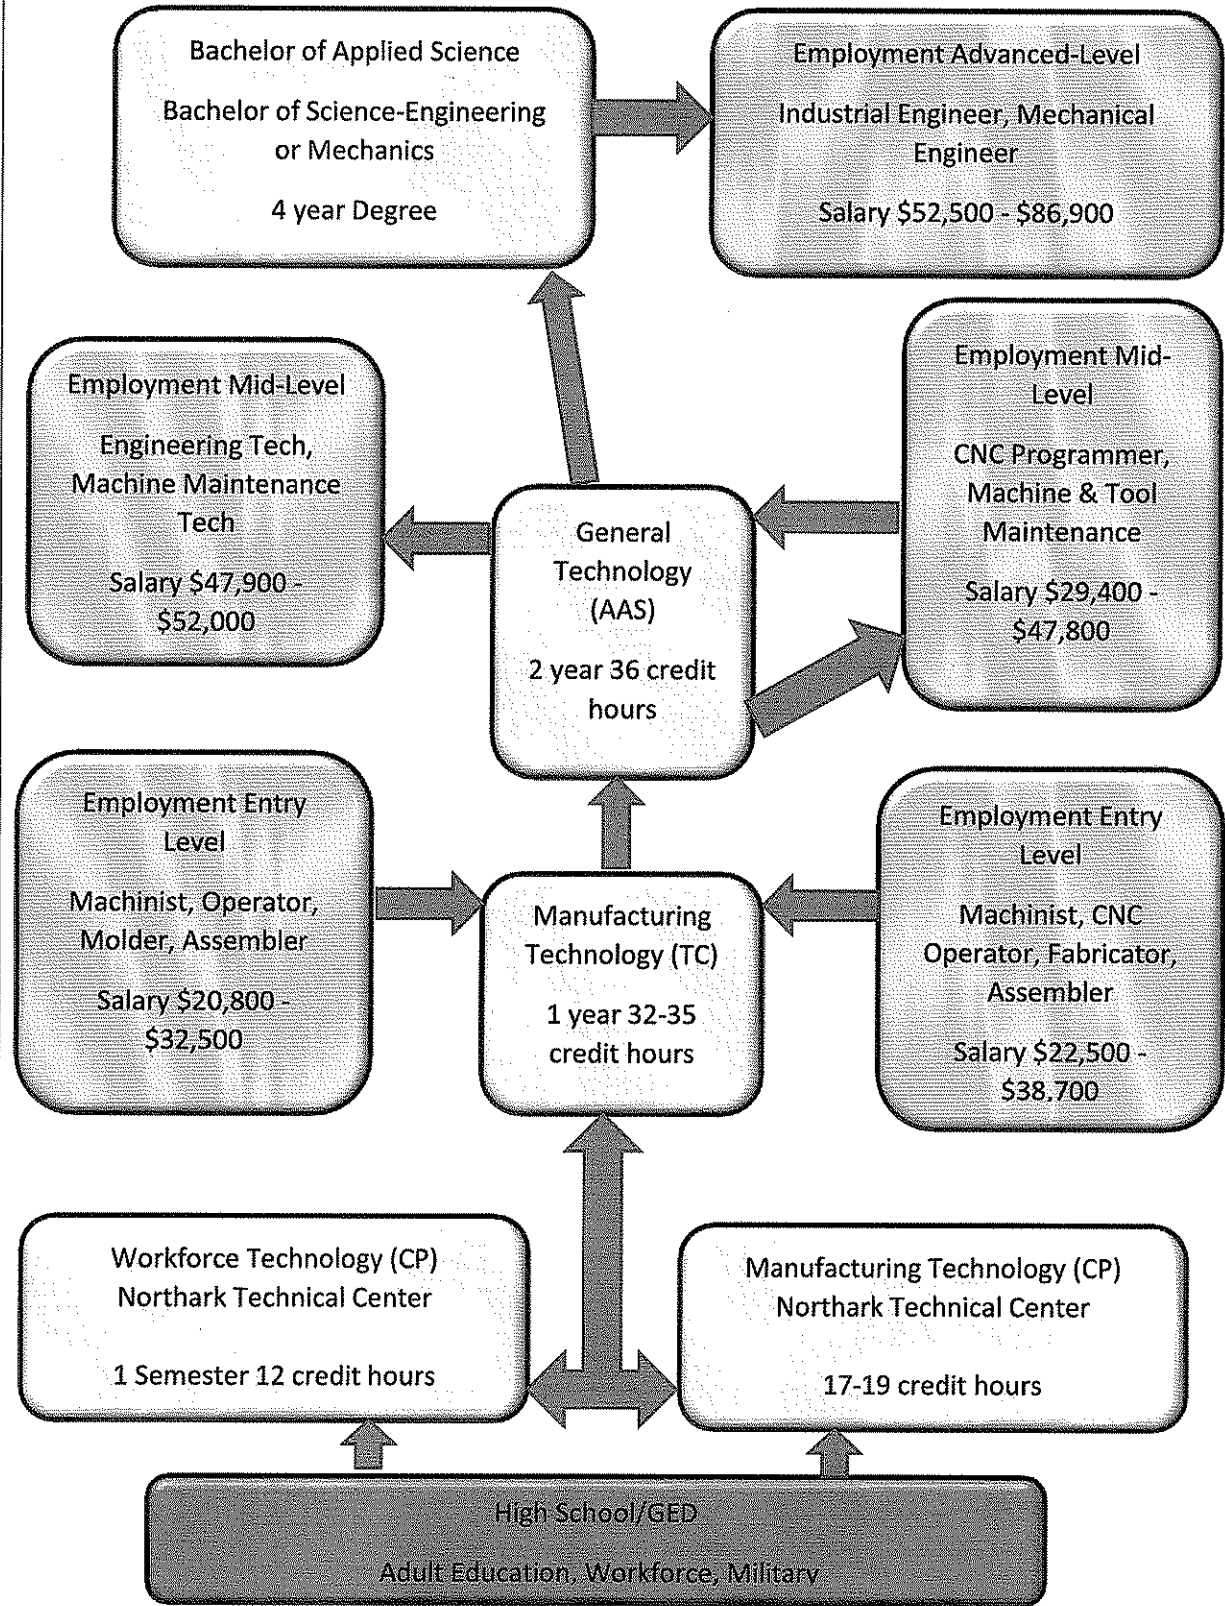 Bachelor of Applied Science
Bachelor of Science-Engineering
or Mechanics
4 year Degree
Employment Advanced-Level
Industrial Engineer, Mechanical
Engineer
Salary $52,500 - $86,900
Employment Mid-Level
Engineering Tech,
Machine Maintenance
Tech
Salary $47,900 -
$52,000
General
Technology
(AAS)
2 year 36 credit
hours
Employment Mid-
Level
CNC Programmer,
Machine & Tool
Maintenance
Salary $29,400 -
$47,800
Employment Entry
Level
Machinist, Operator,
Molder, Assembler
Salary $20,800 -
$32,500
Manufacturing
Technology (TC)
1 year 32-35
credit hours
Employment Entry
Level
Machinist, CNC
Operator, Fabricator,
Assembler
Salary $22,500 -
$38.700
Workforce Technology (CP)
Northark Technical Center
1 Semester 12 credit hours
Manufacturing Technology (CP)
Northark Technical Center
17-19 credit hours
High School/GED
Adult Education, Workforce, Military